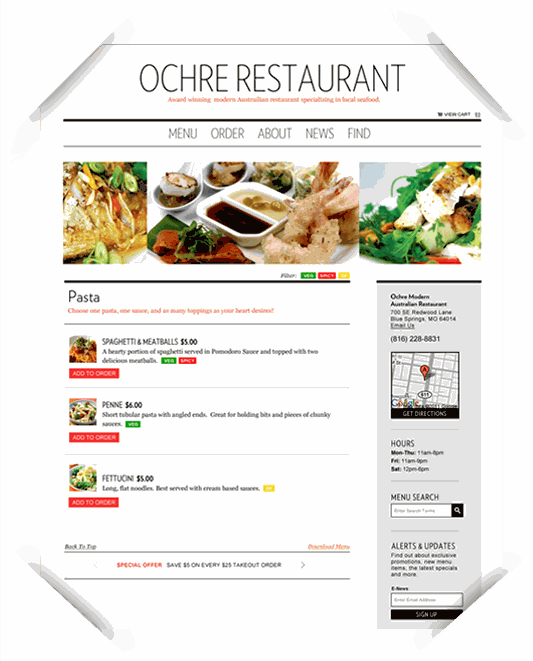 OCHRE RESTAURANT
Award winning modern Australian restaurant specializing in local seafood.
VIEW CART
MENU ORDER ABOUT NEWS FIND
Filter: VEG SPICY GF
Pasta
Choose one pasta, one sauce, and as many toppings as your heart desires!
SPAGHETTI & MEATBALLS $5.00
A hearty portion of spaghetti served in Pomodoro Sauce and topped with two
delicious meatballs. VEG SPICY
ADD TO ORDER
PENNE $6.00
Short tubular pasta with angled ends. Great for holding bits and pieces of chunky
sauces. VEG
ADD TO ORDER
FETTUCINI $5.00
Long, flat noodles. Best served with cream based sauces. GF
ADD TO ORDER
Back To Top
Download Menu
SPECIAL OFFER SAVE $5 ON EVERY $25 TAKEOUT ORDER
Ochre Modern
Australian Restaurant
700 SE Redwood Lane
Blue Springs, MO 64014
Email Us
(816) 228-8831
Google
GET DIRECTIONS
HOURS
Mon-Thu: 11am-8pm
Fri: 11am-9pm
Sat: 12pm-6pm
MENU SEARCH
Enter Search Terms
ALERTS & UPDATES
Find out about exclusive
promotions, new menu
items, the latest specials
and more.
E-News
Enter Email Address
SIGN UP